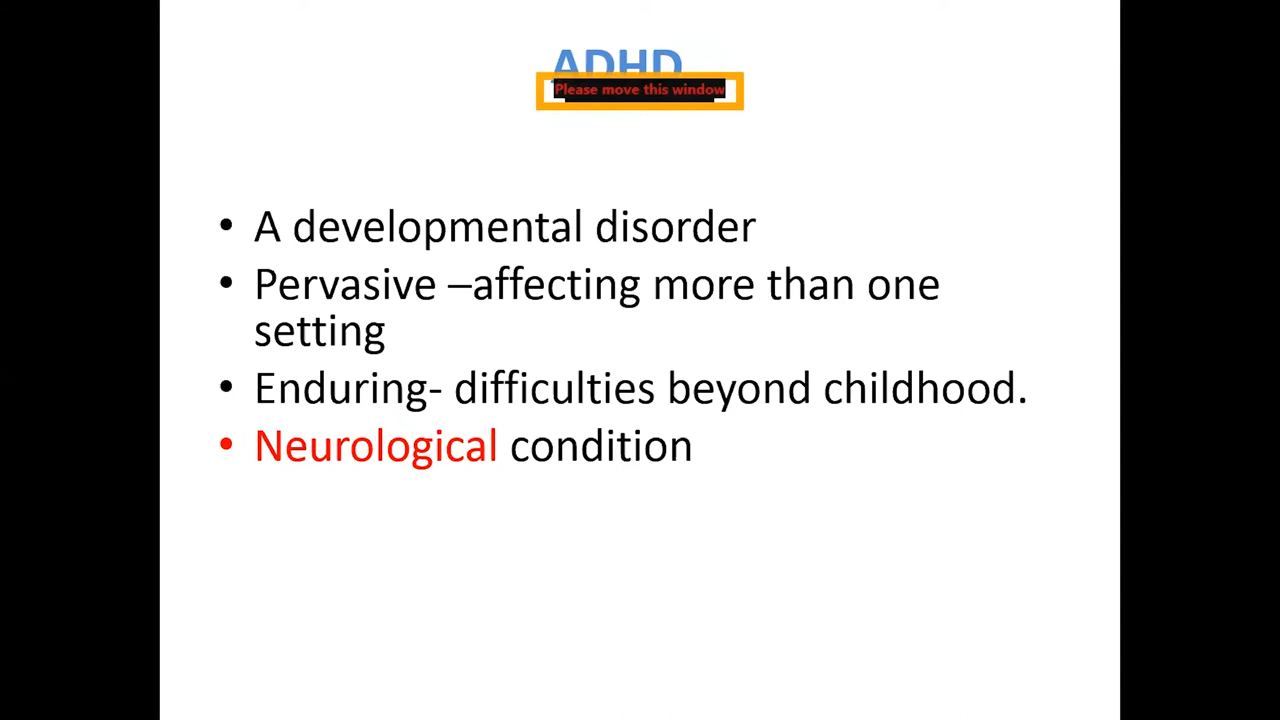 ADHD
Please move this window
• A developmental disorder
• Pervasive –affecting more than one
setting
• Enduring- difficulties beyond childhood.
• Neurological condition